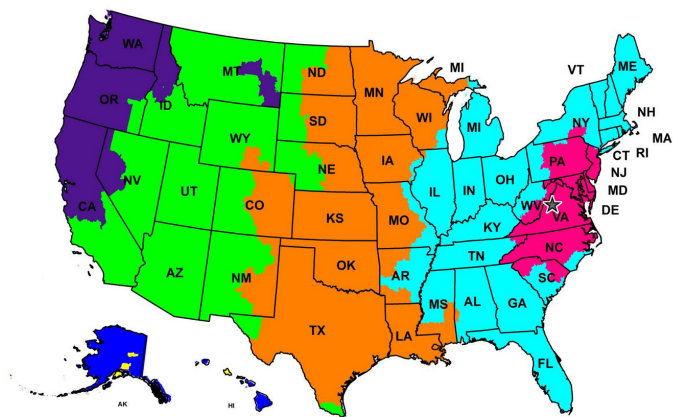 WA
MT
ND
MN
MI
VT
ME
OR
ID
SD
WI
MI
NY
NH
MA
WY
IA
PA
CT
RI
NV
NE
IL
IN
OH
NJ
MD
CA
UT
CO
KS
MO
WV
VA
DE
KY
AZ
NM
OK
AR
TN
NC
SC
MS
AL
GA
TX
LA
FL
AK
HI